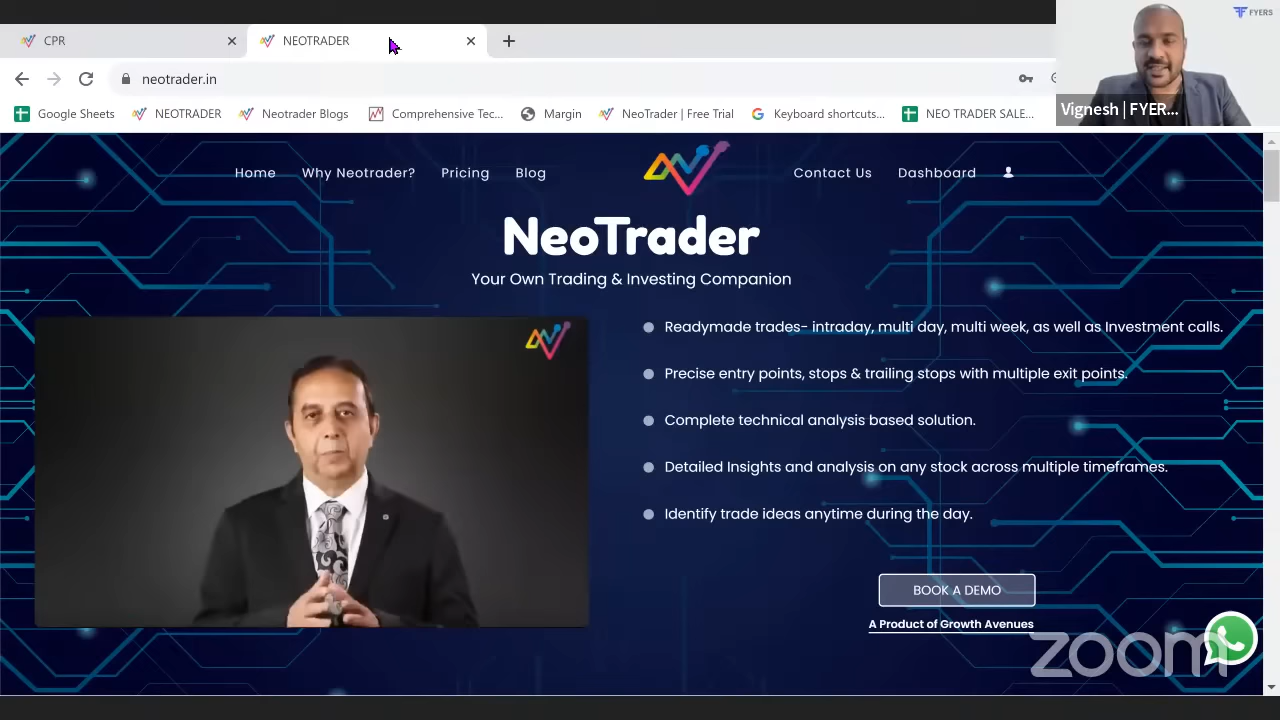 FYERS
CPR
NEOTRADER
neotrader.in
Google Sheets
NEOTRADER
Neotrader Blogs
Comprehensive Tec...
Margin
NeoTrader | Free Trial
Keyboard shortcuts...
NEO TRADER SALE...
Vignesh | FYER...
Home
Why Neotrader?
Pricing
Blog
Contact Us
Dashboard
NeoTrader
Your Own Trading & Investing Companion
Readymade trades- intraday, multi day, multi week, as well as Investment calls.
Precise entry points, stops & trailing stops with multiple exit points.
Complete technical analysis based solution.
Detailed Insights and analysis on any stock across multiple timeframes.
Identify trade ideas anytime during the day.
BOOK A DEMO
A Product of Growth Avenues
zoom